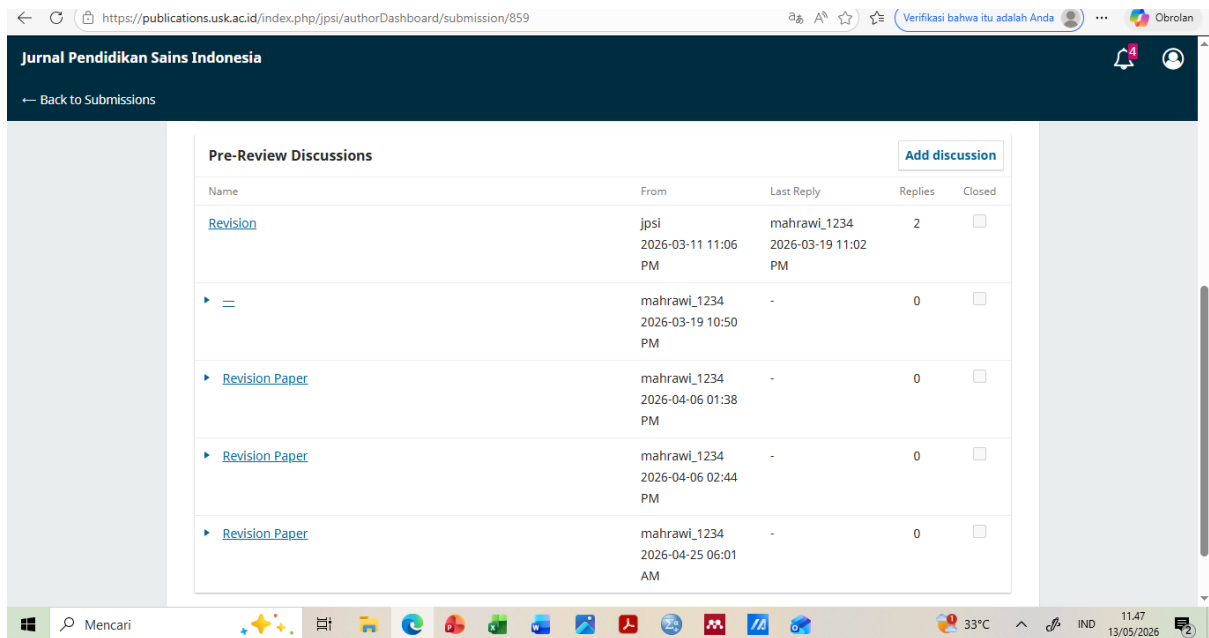 https://publications.usk.ac.id/index.php/jpsi/authorDashboard/submission/859
Verifikasi bahwa itu adalah Anda
Obrolan
Jurnal Pendidikan Sains Indonesia
4
← Back to Submissions
Pre-Review Discussions
Add discussion
Name From Last Reply Replies Closed
Revision jpsi mahrawi_1234 2
2026-03-11 11:06 2026-03-19 11:02
PM PM
— mahrawi_1234 - 0
2026-03-19 10:50
PM
Revision Paper mahrawi_1234 - 0
2026-04-06 01:38
PM
Revision Paper mahrawi_1234 - 0
2026-04-06 02:44
PM
Revision Paper mahrawi_1234 - 0
2026-04-25 06:01
AM
Mencari
33°C
IND
11.47
13/05/2026
2